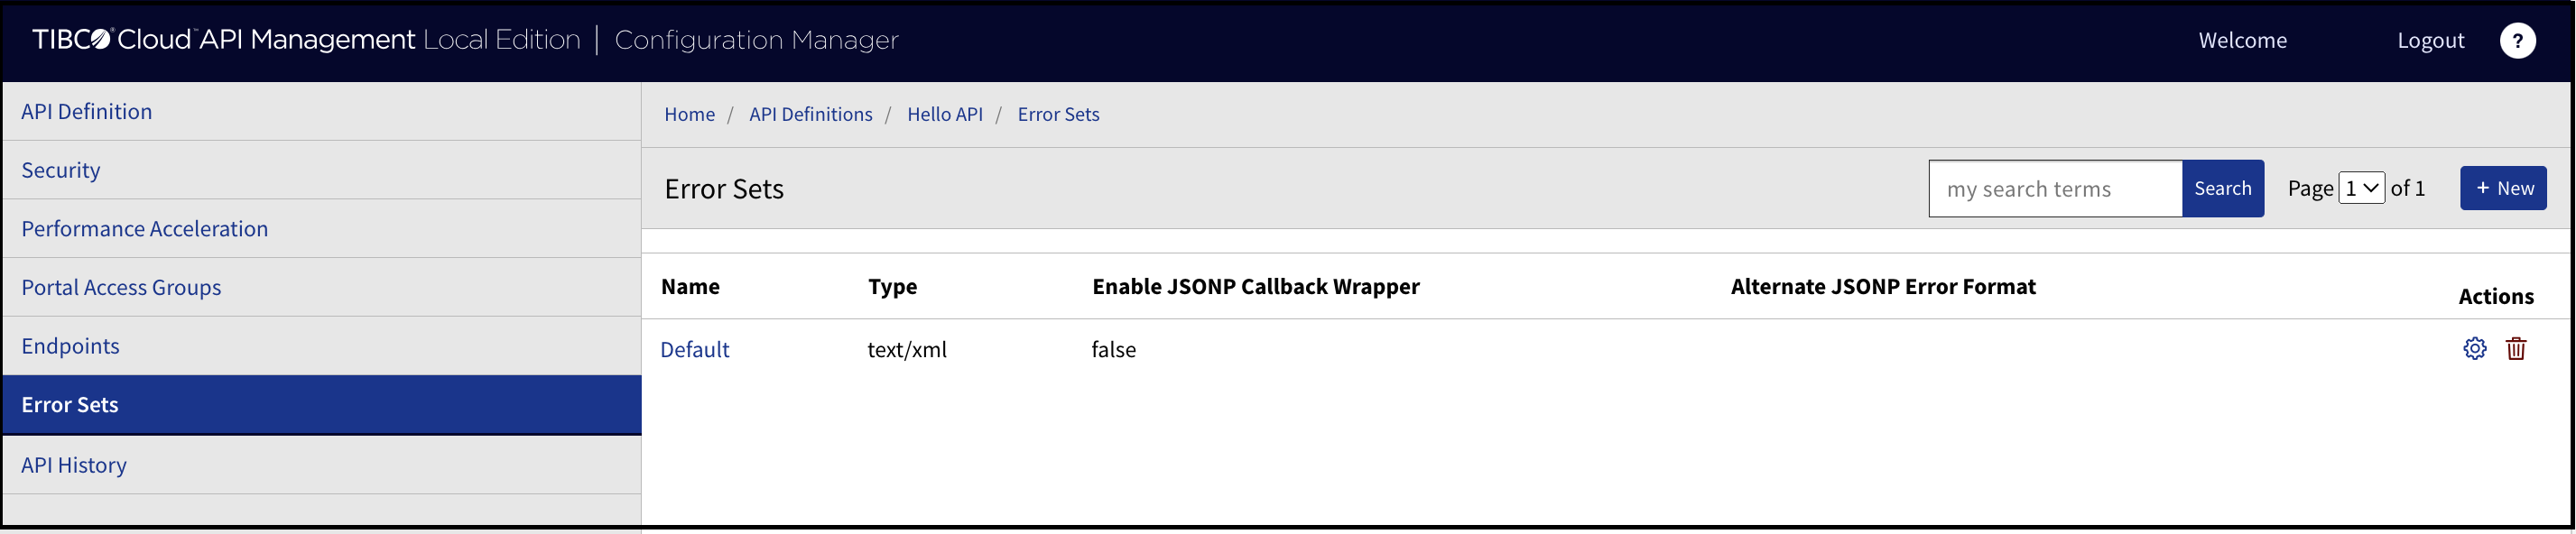 TIBCO Cloud™ API Management Local Edition | Configuration Manager
Welcome
Logout
?
API Definition
Security
Performance Acceleration
Portal Access Groups
Endpoints
Error Sets
API History
Home / API Definitions / Hello API / Error Sets
Error Sets
my search terms
Search
Page 1 of 1
+ New
Name Type Enable JSONP Callback Wrapper Alternate JSONP Error Format Actions
Default text/xml false